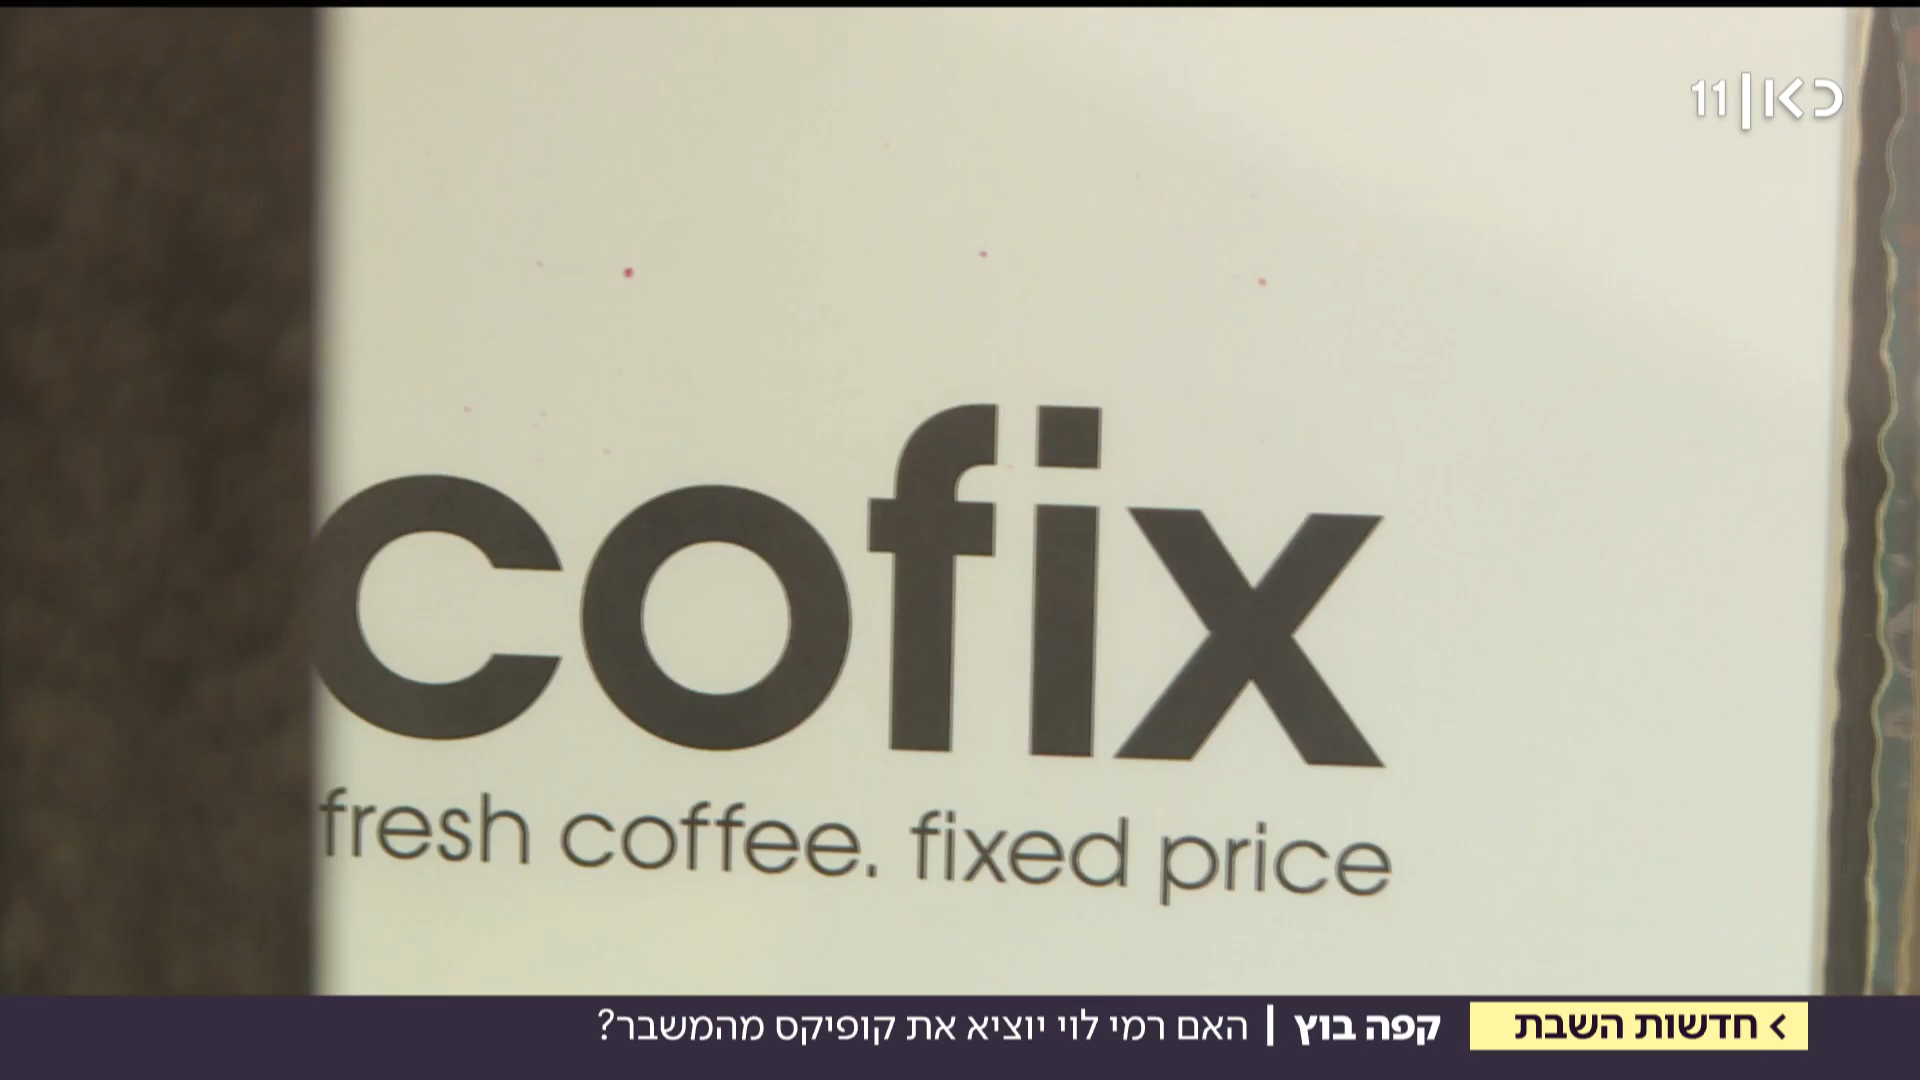 כאן 11
cofix
fresh coffee. fixed price
חדשות השבת
קפה בוץ | האם רמי לוי יוציא את קופיקס מהמשבר?